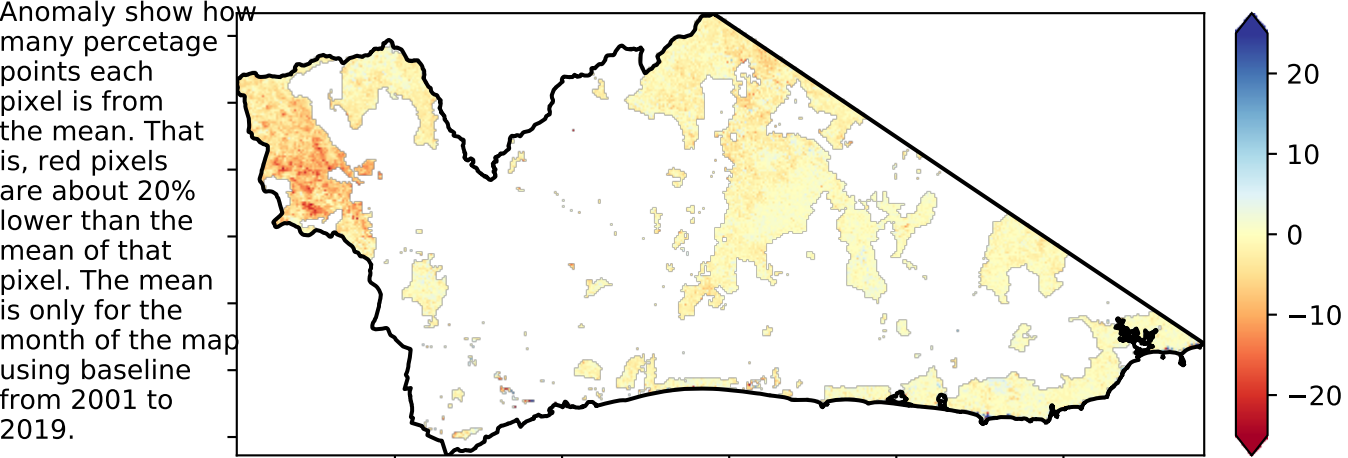 Anomaly show how
many percetage
points each
pixel is from
the mean. That
is, red pixels
are about 20%
lower than the
mean of that
pixel. The mean
is only for the
month of the map
using baseline
from 2001 to
2019.
20
10
0
−10
−20